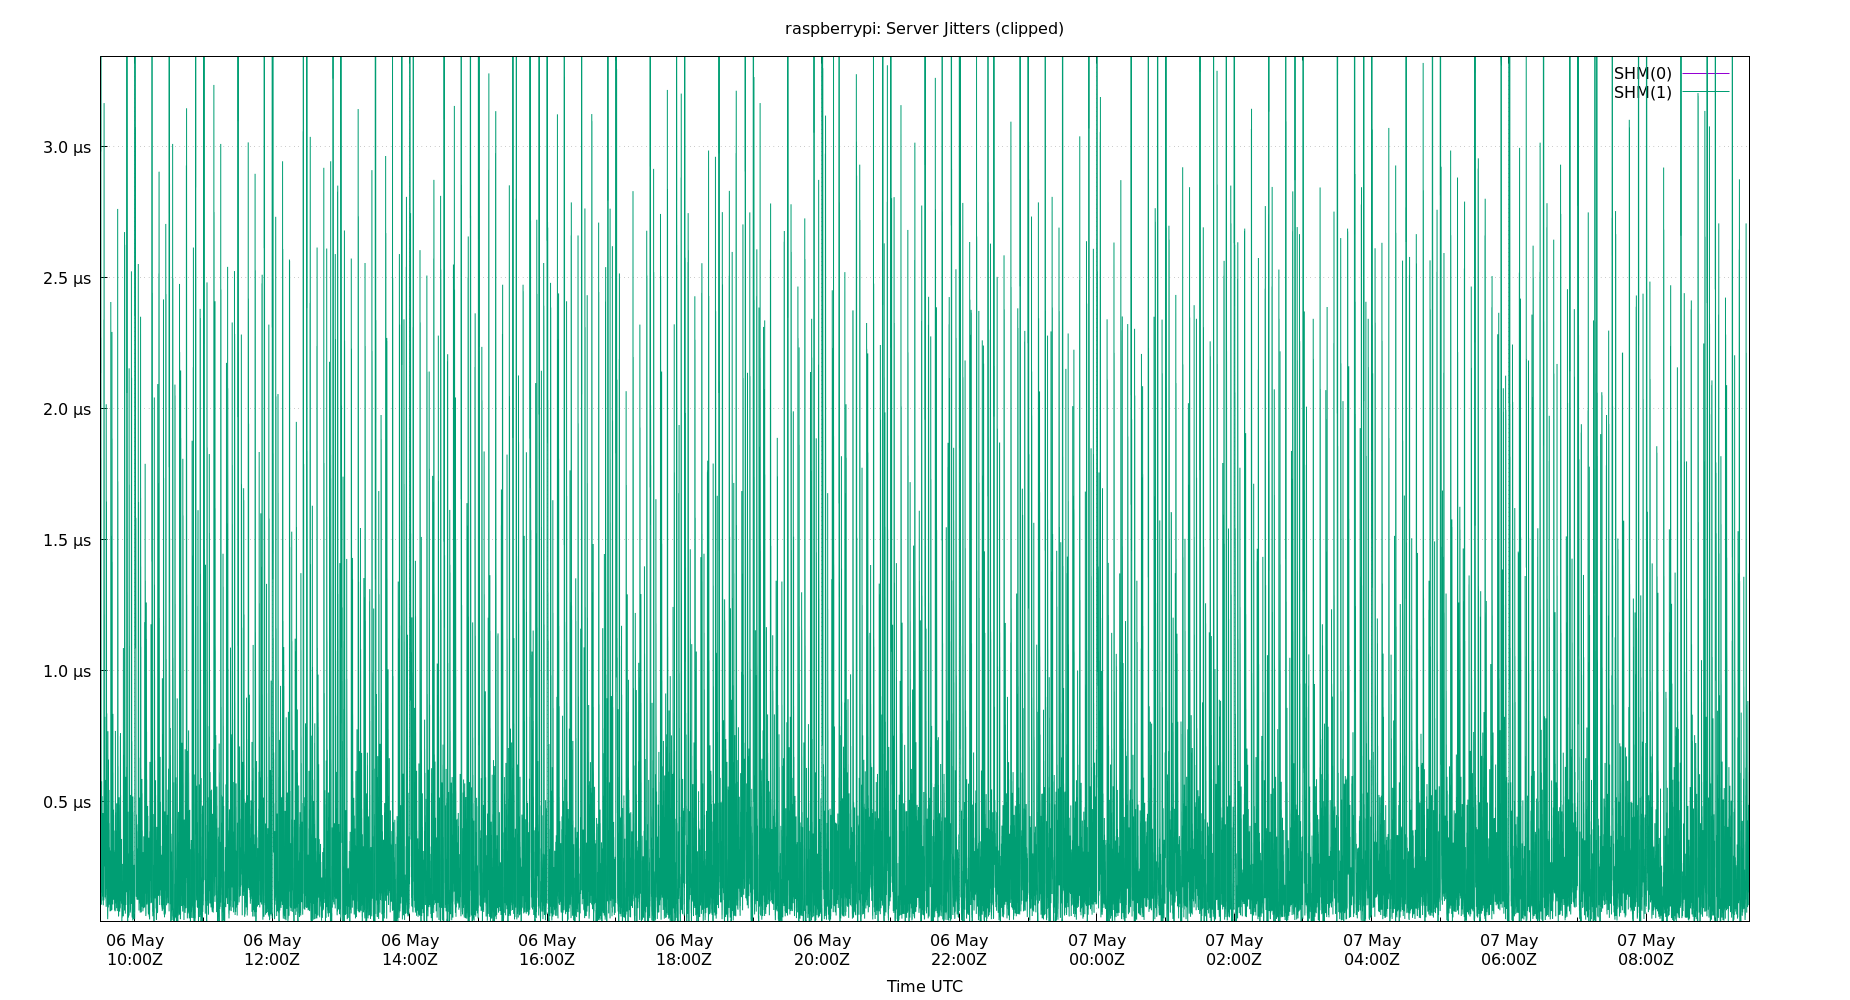 raspberrypi: Server Jitters (clipped)
SHM(0)
SHM(1)
3.0 µs
2.5 µs
2.0 µs
1.5 µs
1.0 µs
0.5 µs
06 May 06 May 06 May 06 May 06 May 06 May 06 May 07 May 07 May 07 May 07 May 07 May
10:00Z 12:00Z 14:00Z 16:00Z 18:00Z 20:00Z 22:00Z 00:00Z 02:00Z 04:00Z 06:00Z 08:00Z
Time UTC